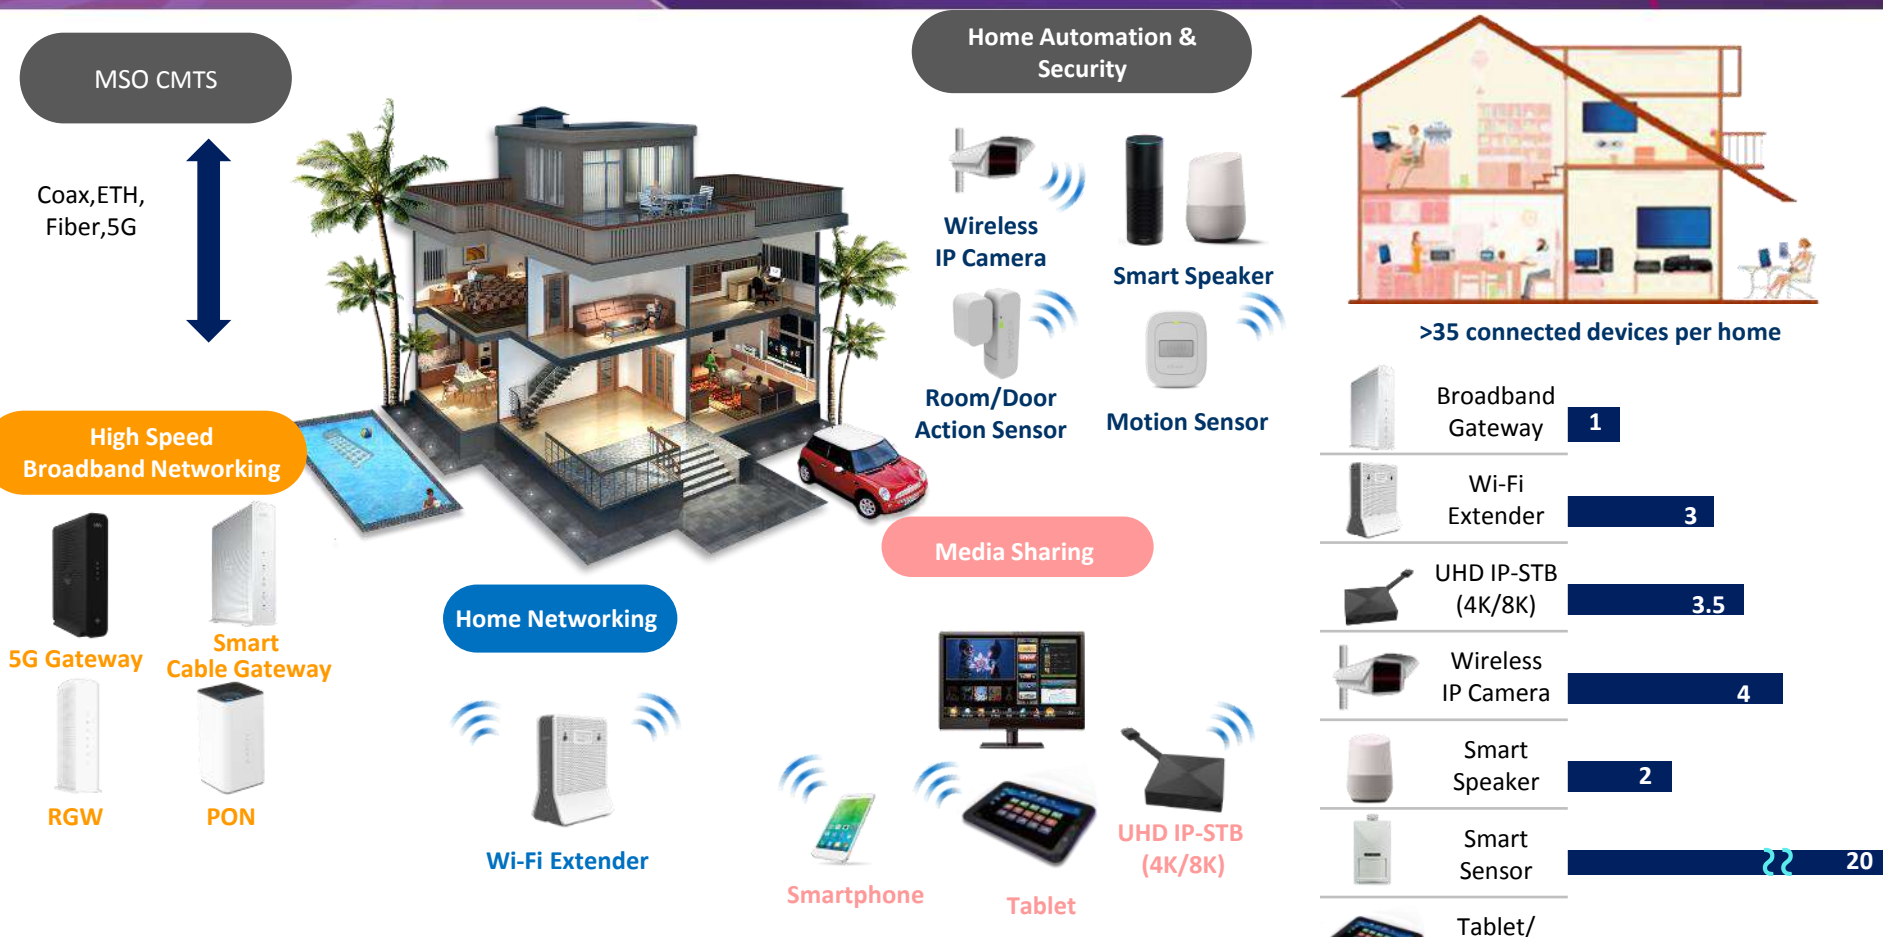 MSO CMTS
Coax,ETH,
Fiber,5G
High Speed
Broadband Networking
5G Gateway
Smart
Cable Gateway
RGW
PON
Home Networking
Wi-Fi Extender
Home Automation &
Security
Wireless
IP Camera
Smart Speaker
Room/Door
Action Sensor
Motion Sensor
Media Sharing
Smartphone
Tablet
UHD IP-STB
(4K/8K)
>35 connected devices per home
Broadband
Gateway
1
Wi-Fi
Extender
3
UHD IP-STB
(4K/8K)
3.5
Wireless
IP Camera
4
Smart
Speaker
2
Smart
Sensor
20
Tablet/